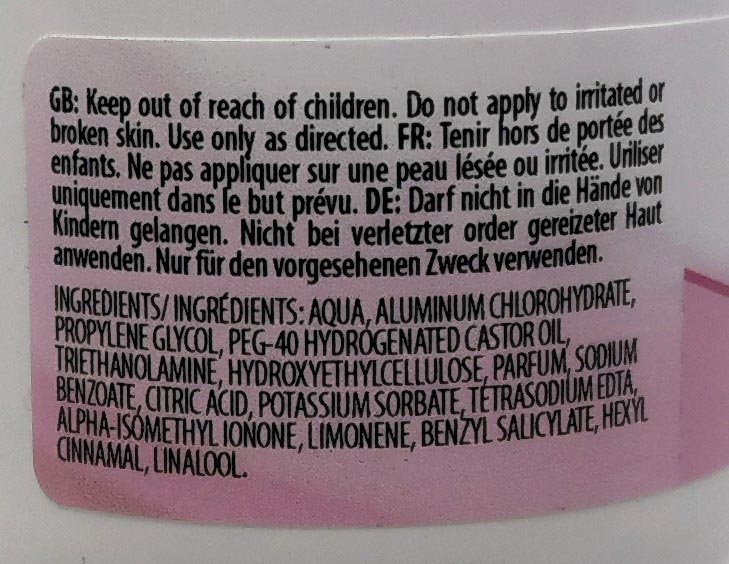 GB: Keep out of reach of children. Do not apply to irritated or
broken skin. Use only as directed. FR: Tenir hors de portée des
enfants. Ne pas appliquer sur une peau lésée ou irritée. Uriliser
uniquement dans le but prévu. DE: Darf nicht in die Hände von
Kindern gelangen. Nicht bei verletzter order gereizeter Haut
anwenden. Nur für den vorgesehenen Zweck verwenden.
INGREDIENTS/ INGRÉDIENTS: AQUA, ALUMINUM CHLOROHYDRATE,
PROPYLENE GLYCOL, PEG-40 HYDROGENATED CASTOR OIL,
TRIETHANOLAMINE, HYDROXYETHYLCELLULOSE, PARFUM, SODIUM
BENZOATE, CITRIC ACID, POTASSIUM SORBATE, TETRASODIUM EDTA,
ALPHA-ISOMETHYL IONONE, LIMONENE, BENZYL SALICYLATE, HEXYL
CINNAMAL, LINALOOL.